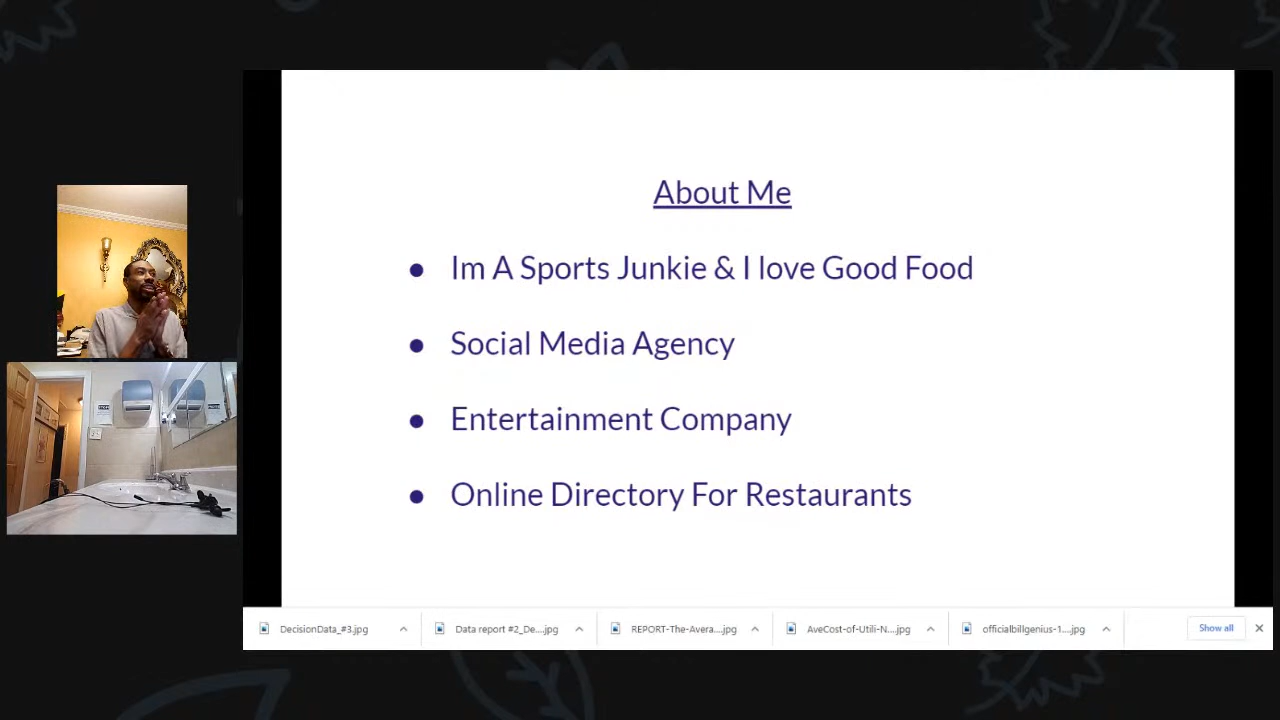 About Me
● Im A Sports Junkie & I love Good Food
● Social Media Agency
● Entertainment Company
● Online Directory For Restaurants
DecisionData_#3.jpg
Data report #2_De....jpg
REPORT-The-Avera....jpg
AveCost-of-Utili-N....jpg
officialbillgenius-1....jpg
Show all